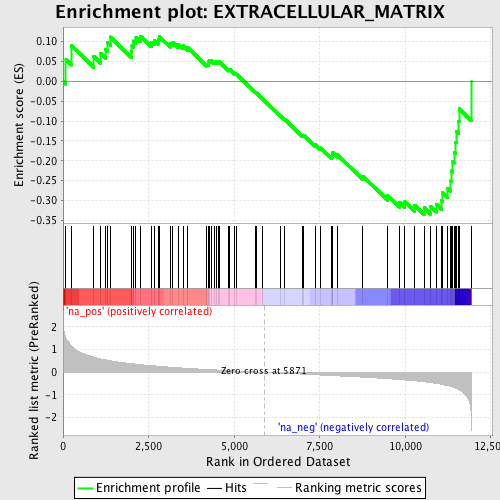 Enrichment plot: EXTRACELLULAR_MATRIX
Enrichment score (ES)
0.10
0.05
0.00
-0.05
-0.10
-0.15
-0.20
-0.25
-0.30
-0.35
'na_pos' (positively correlated)
Ranked list metric (PreRanked)
2
1
0
-1
-2
Zero cross at 5871
'na_neg' (negatively correlated)
0 2,500 5,000 7,500 10,000 12,500
Rank in Ordered Dataset
Enrichment profile Hits Ranking metric scores